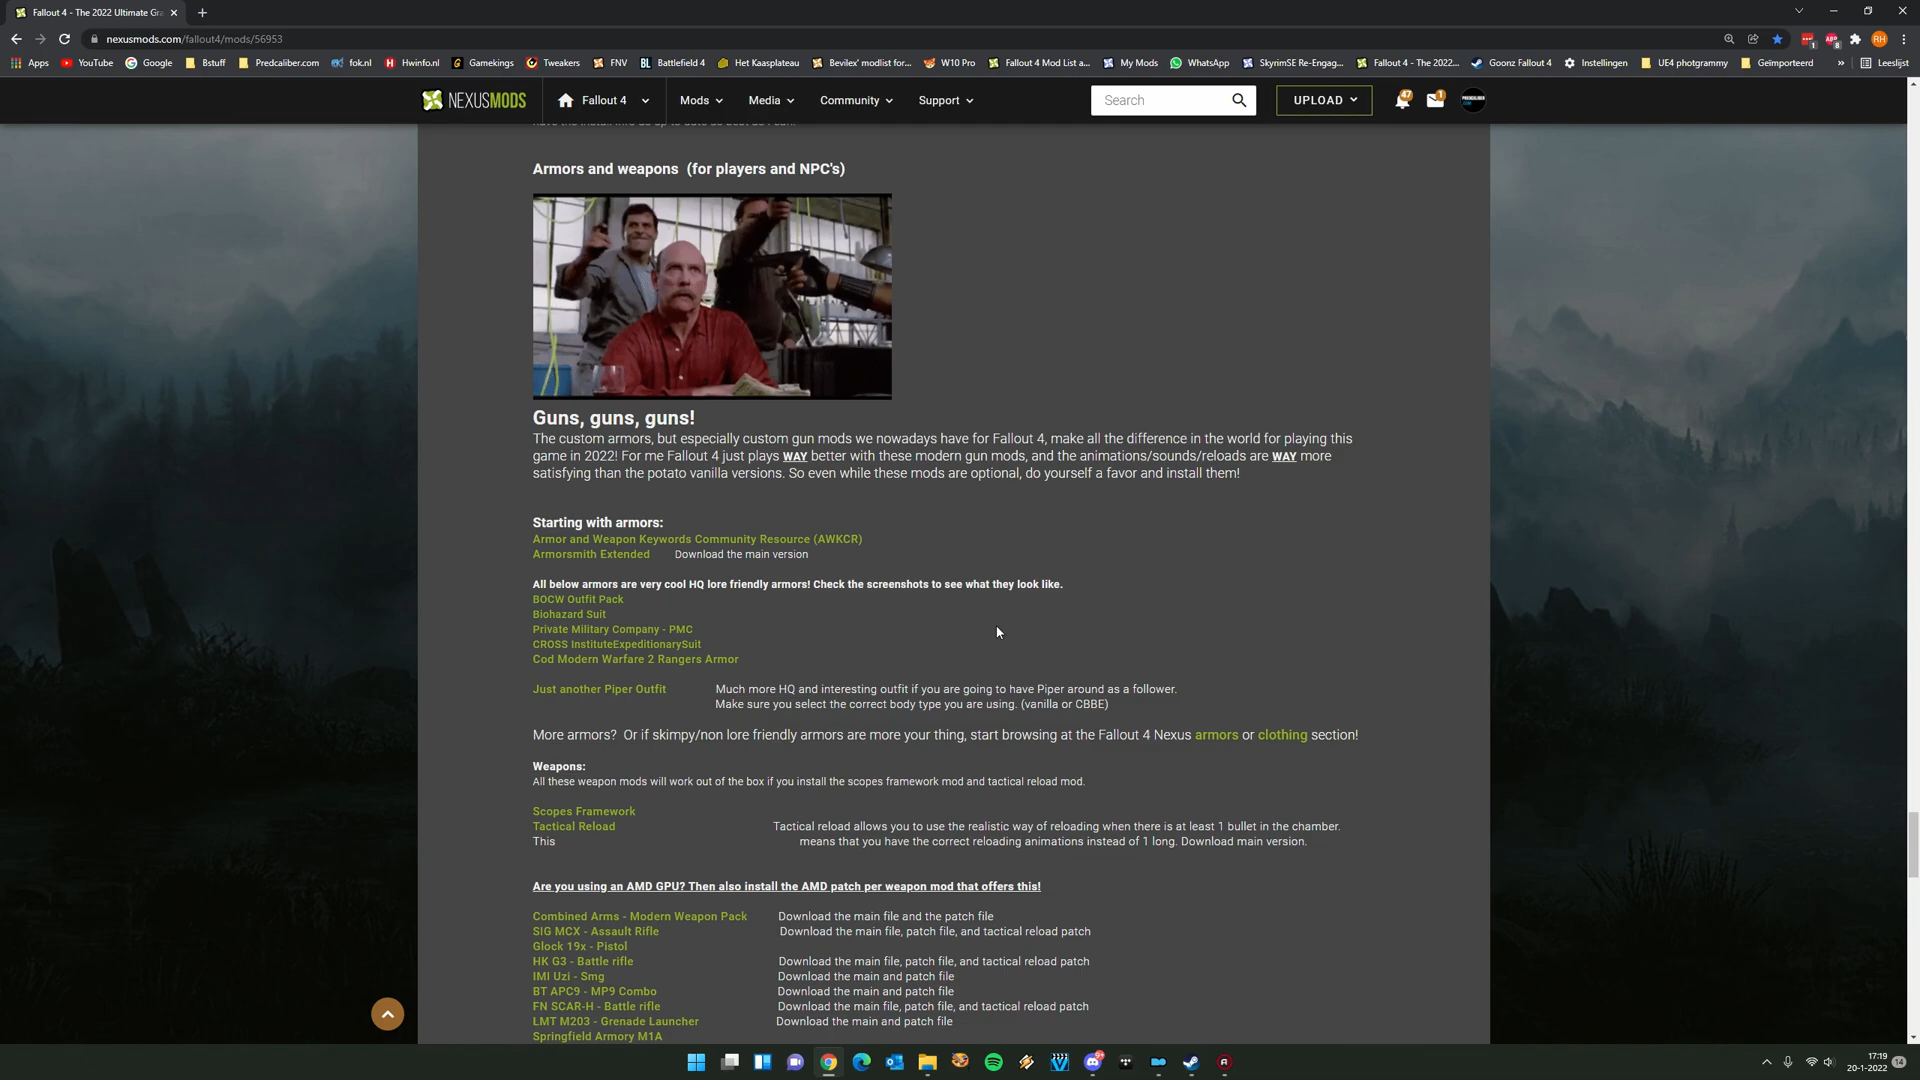 Fallout 4 - The 2022 Ultimate Gra
nexusmods.com/fallout4/mods/56953
Apps YouTube Google Bstuff Predcaliber.com fok.nl Hwinfo.nl Gamekings Tweakers FNV Battlefield 4 Het Kaasplateau Bevilex' modlist for... W10 Pro Fallout 4 Mod List a... My Mods WhatsApp SkyrimSE Re-Engag... Fallout 4 - The 2022... Goonz Fallout 4 Instellingen UE4 photgrammy Geïmporteerd » Leeslijst
NEXUSMODS Fallout 4 Mods Media Community Support Search UPLOAD 47 1
Armors and weapons (for players and NPC's)
Guns, guns, guns!
The custom armors, but especially custom gun mods we nowadays have for Fallout 4, make all the difference in the world for playing this
game in 2022! For me Fallout 4 just plays WAY better with these modern gun mods, and the animations/sounds/reloads are WAY more
satisfying than the potato vanilla versions. So even while these mods are optional, do yourself a favor and install them!
Starting with armors:
Armor and Weapon Keywords Community Resource (AWKCR)
Armorsmith Extended Download the main version
All below armors are very cool HQ lore friendly armors! Check the screenshots to see what they look like.
BOCW Outfit Pack
Biohazard Suit
Private Military Company - PMC
CROSS InstituteExpeditionarySuit
Cod Modern Warfare 2 Rangers Armor
Just another Piper Outfit Much more HQ and interesting outfit if you are going to have Piper around as a follower.
Make sure you select the correct body type you are using. (vanilla or CBBE)
More armors? Or if skimpy/non lore friendly armors are more your thing, start browsing at the Fallout 4 Nexus armors or clothing section!
Weapons:
All these weapon mods will work out of the box if you install the scopes framework mod and tactical reload mod.
Scopes Framework
Tactical Reload Tactical reload allows you to use the realistic way of reloading when there is at least 1 bullet in the chamber.
This means that you have the correct reloading animations instead of 1 long. Download main version.
Are you using an AMD GPU? Then also install the AMD patch per weapon mod that offers this!
Combined Arms - Modern Weapon Pack Download the main file and the patch file
SIG MCX - Assault Rifle Download the main file, patch file, and tactical reload patch
Glock 19x - Pistol
HK G3 - Battle rifle Download the main file, patch file, and tactical reload patch
IMI Uzi - Smg Download the main and patch file
BT APC9 - MP9 Combo Download the main and patch file
FN SCAR-H - Battle rifle Download the main file, patch file, and tactical reload patch
LMT M203 - Grenade Launcher Download the main and patch file
Springfield Armory M1A
17:19
20-1-2022
14